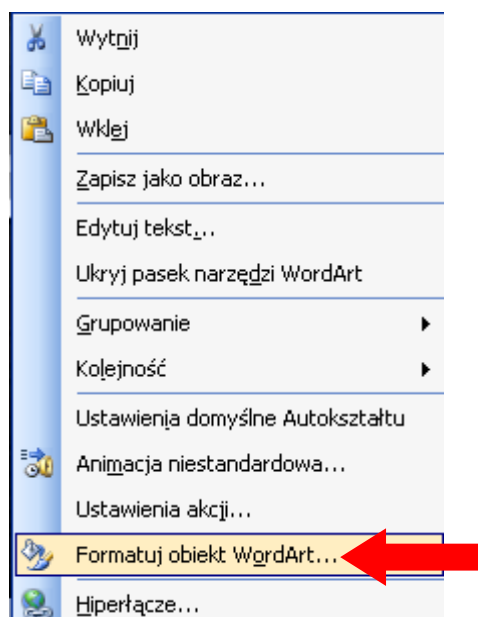 Wytnij
Kopiuj
Wklej
Zapisz jako obraz...
Edytuj tekst...
Ukryj pasek narzędzi WordArt
Grupowanie
Kolejność
Ustawienia domyślne Autokształtu
Animacja niestandardowa...
Ustawienia akcji...
Formatuj obiekt WordArt...
Hiperłącze...